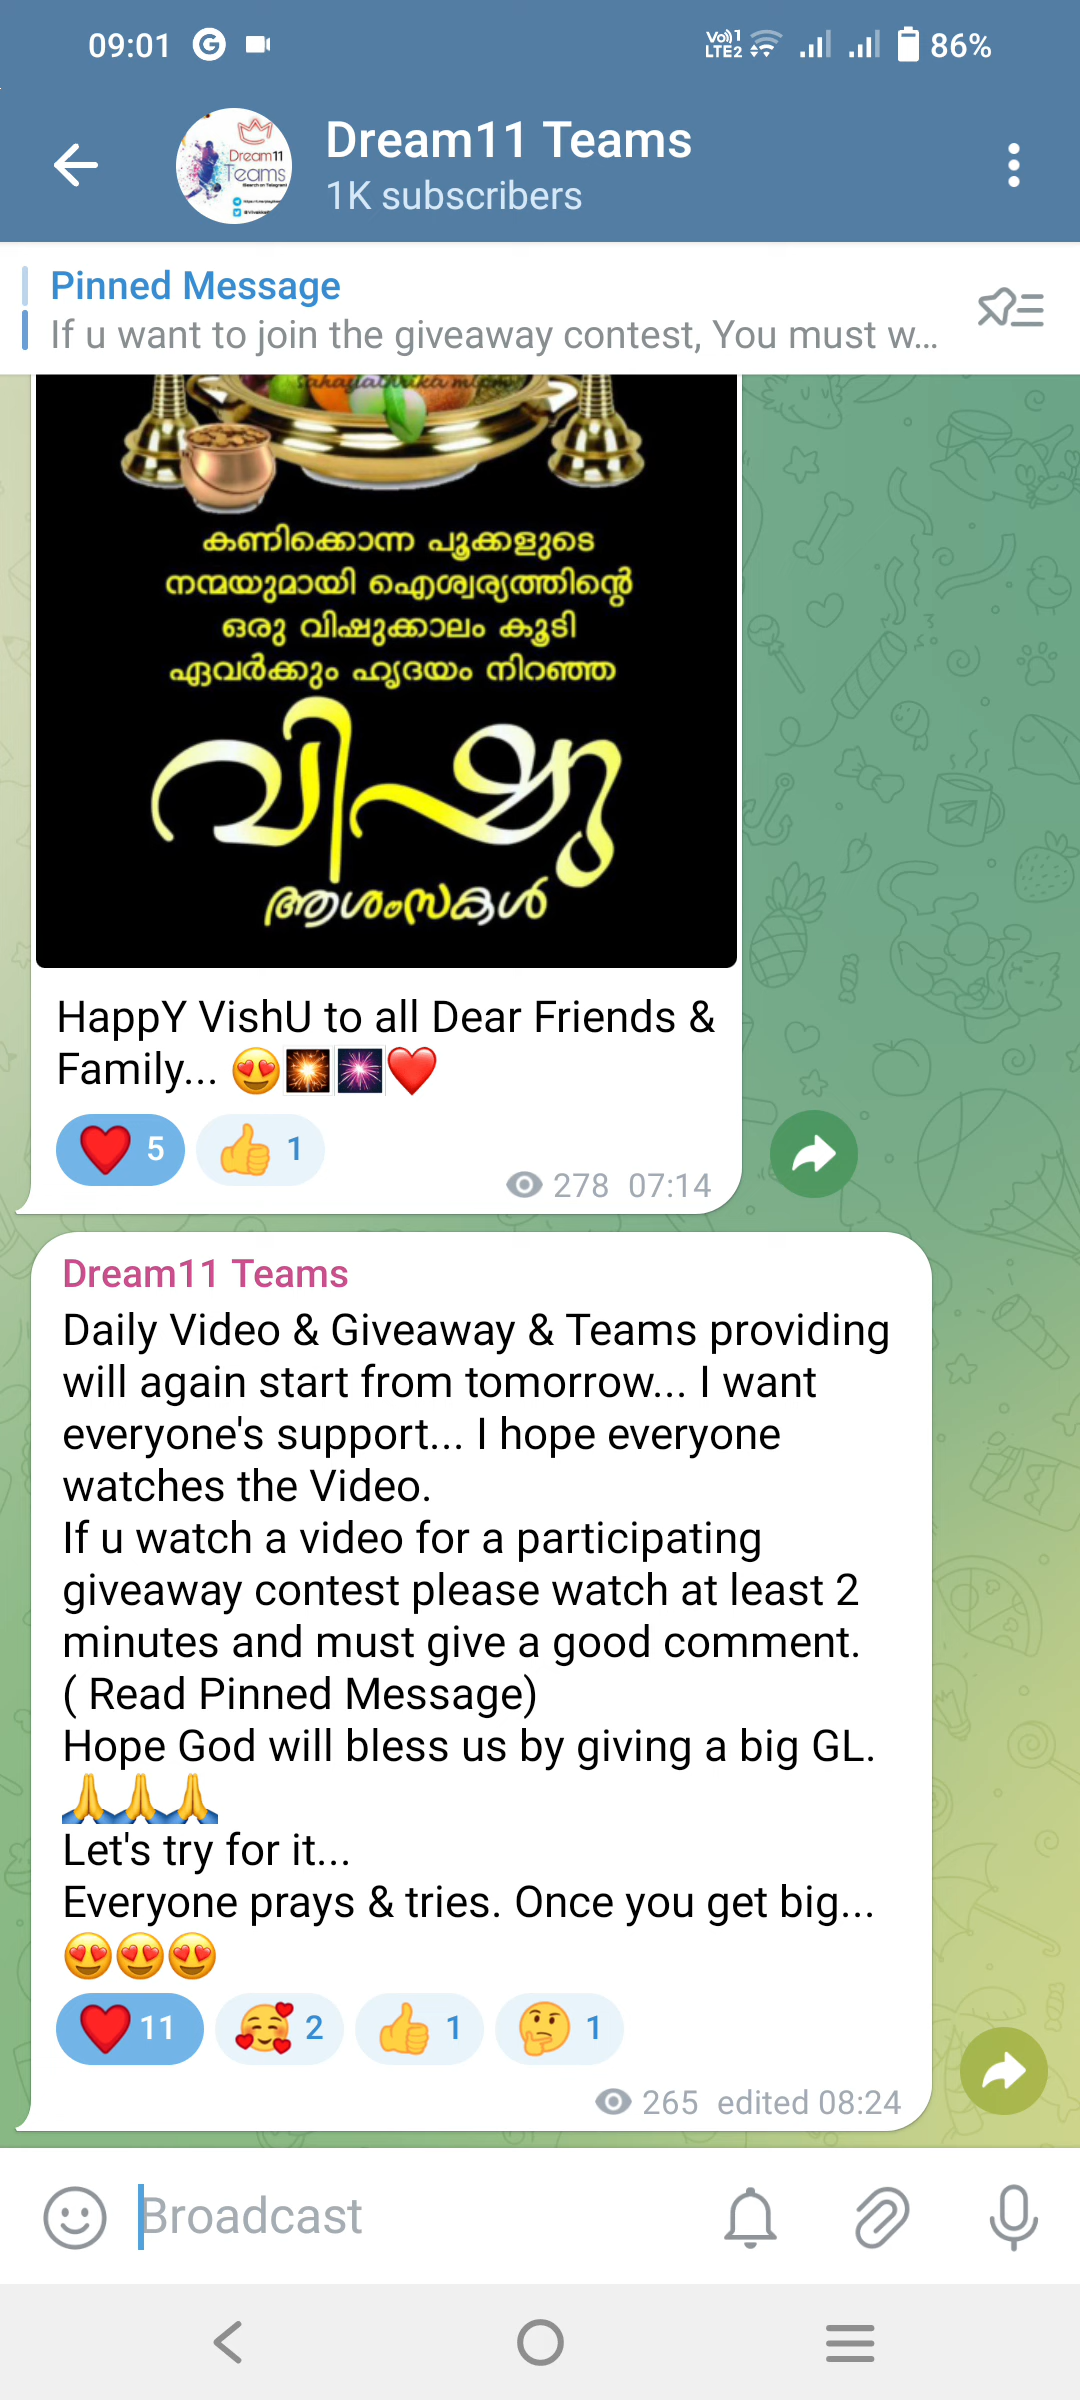 09:01
Vo)) 1
LTE2
86%
Dream11
Teams
Dream11 Teams
1K subscribers
Pinned Message
If u want to join the giveaway contest, You must w...
കണിക്കൊന്ന പൂക്കളുടെ
നന്മയുമായി ഐശ്വര്യത്തിന്റെ
ഒരു വിഷുക്കാലം കൂടി
ഏവർക്കും ഹൃദയം നിറഞ്ഞ
വിഷു
ആശംസകൾ
HappY VishU to all Dear Friends &
Family... 😍🎇🎆❤️
❤️ 5 👍 1
278 07:14
Dream11 Teams
Daily Video & Giveaway & Teams providing
will again start from tomorrow... I want
everyone's support... I hope everyone
watches the Video.
If u watch a video for a participating
giveaway contest please watch at least 2
minutes and must give a good comment.
( Read Pinned Message)
Hope God will bless us by giving a big GL.
🙏🙏🙏
Let's try for it...
Everyone prays & tries. Once you get big...
😍😍😍
❤️ 11 🥰 2 👍 1 🤔 1
265 edited 08:24
Broadcast